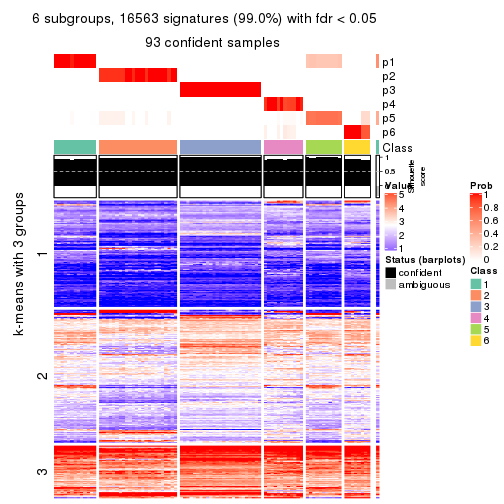 6 subgroups, 16563 signatures (99.0%) with fdr < 0.05
93 confident samples
p1
p2
p3
p4
p5
p6
Class
1
0.5
0
Silhouette
score
k-means with 3 groups
1
2
3
Value
5
4
3
2
1
Status (barplots)
confident
ambiguous
Prob
1
0.8
0.6
0.4
0.2
0
Class
1
2
3
4
5
6